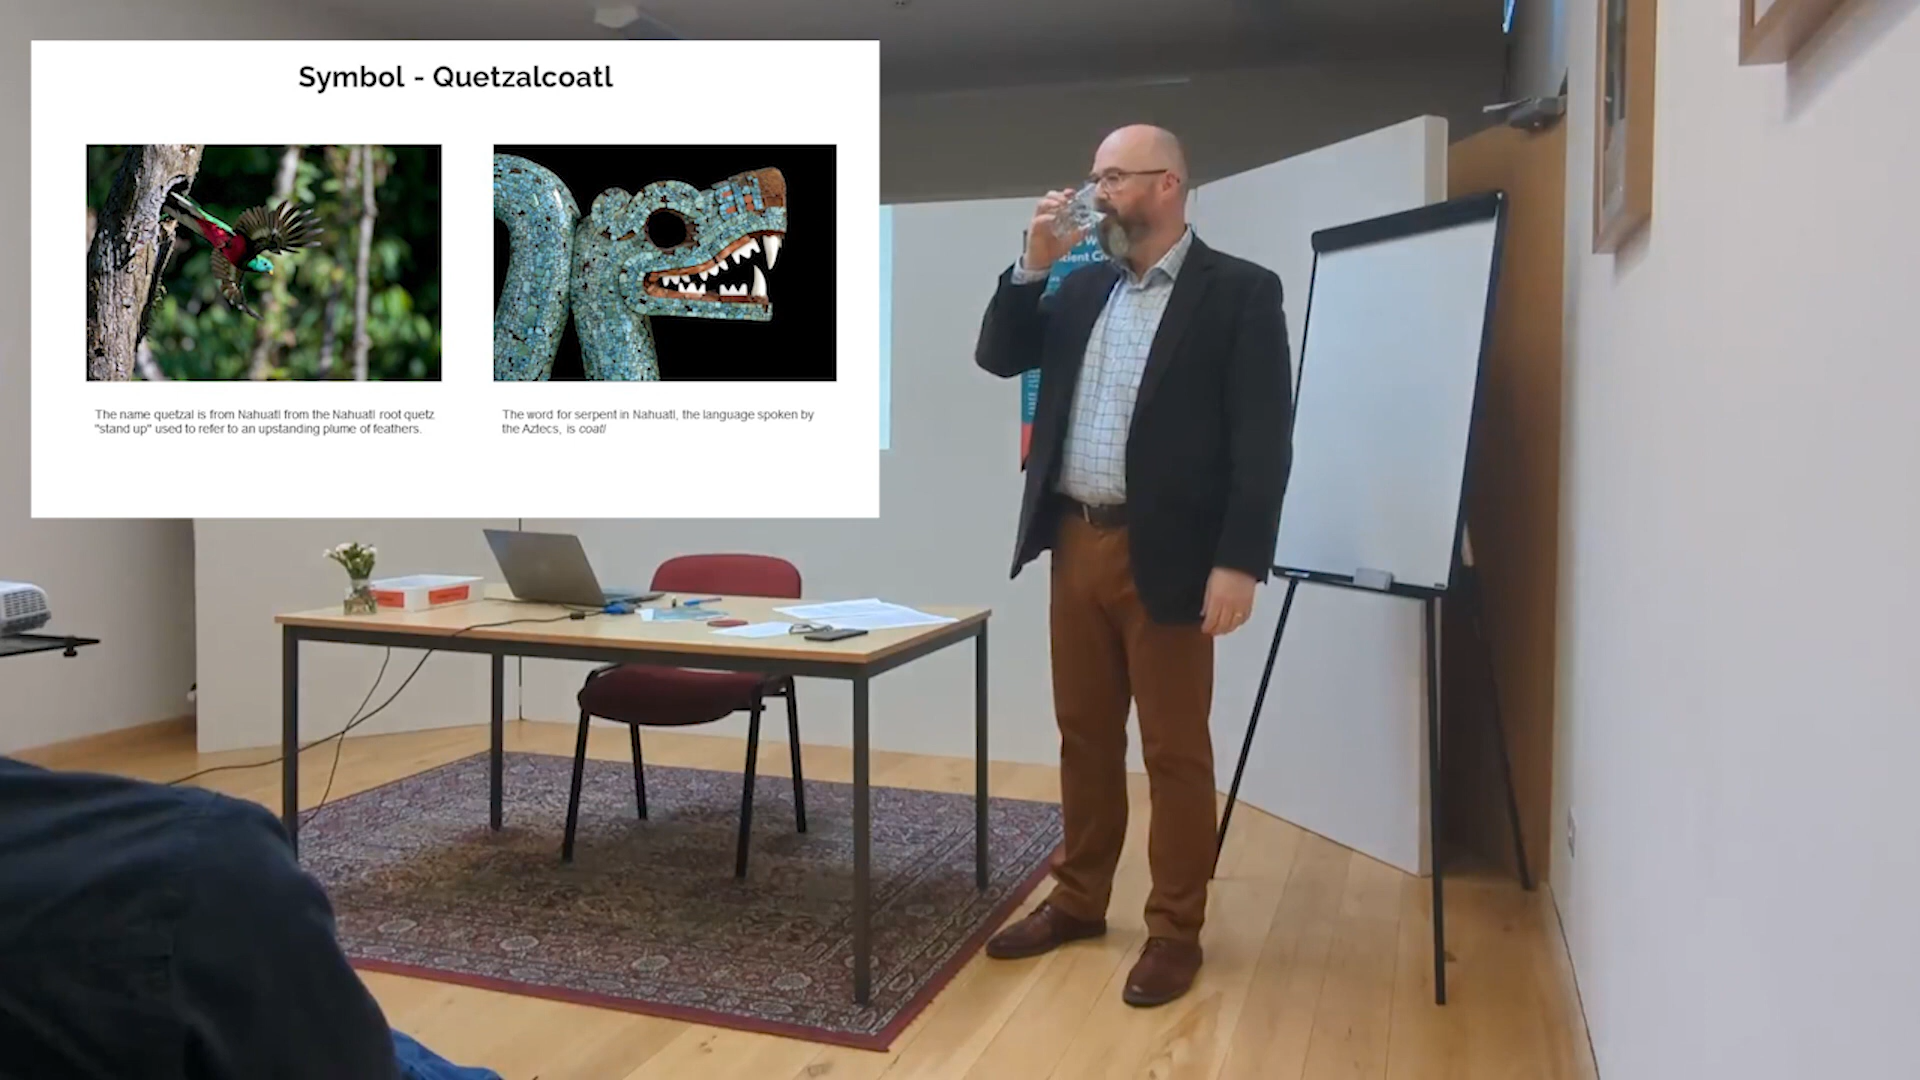 Symbol - Quetzalcoatl
The name quetzal is from Nahuatl from the Nahuatl root quetz
"stand up" used to refer to an upstanding plume of feathers.
The word for serpent in Nahuatl, the language spoken by
the Aztecs, is coatl